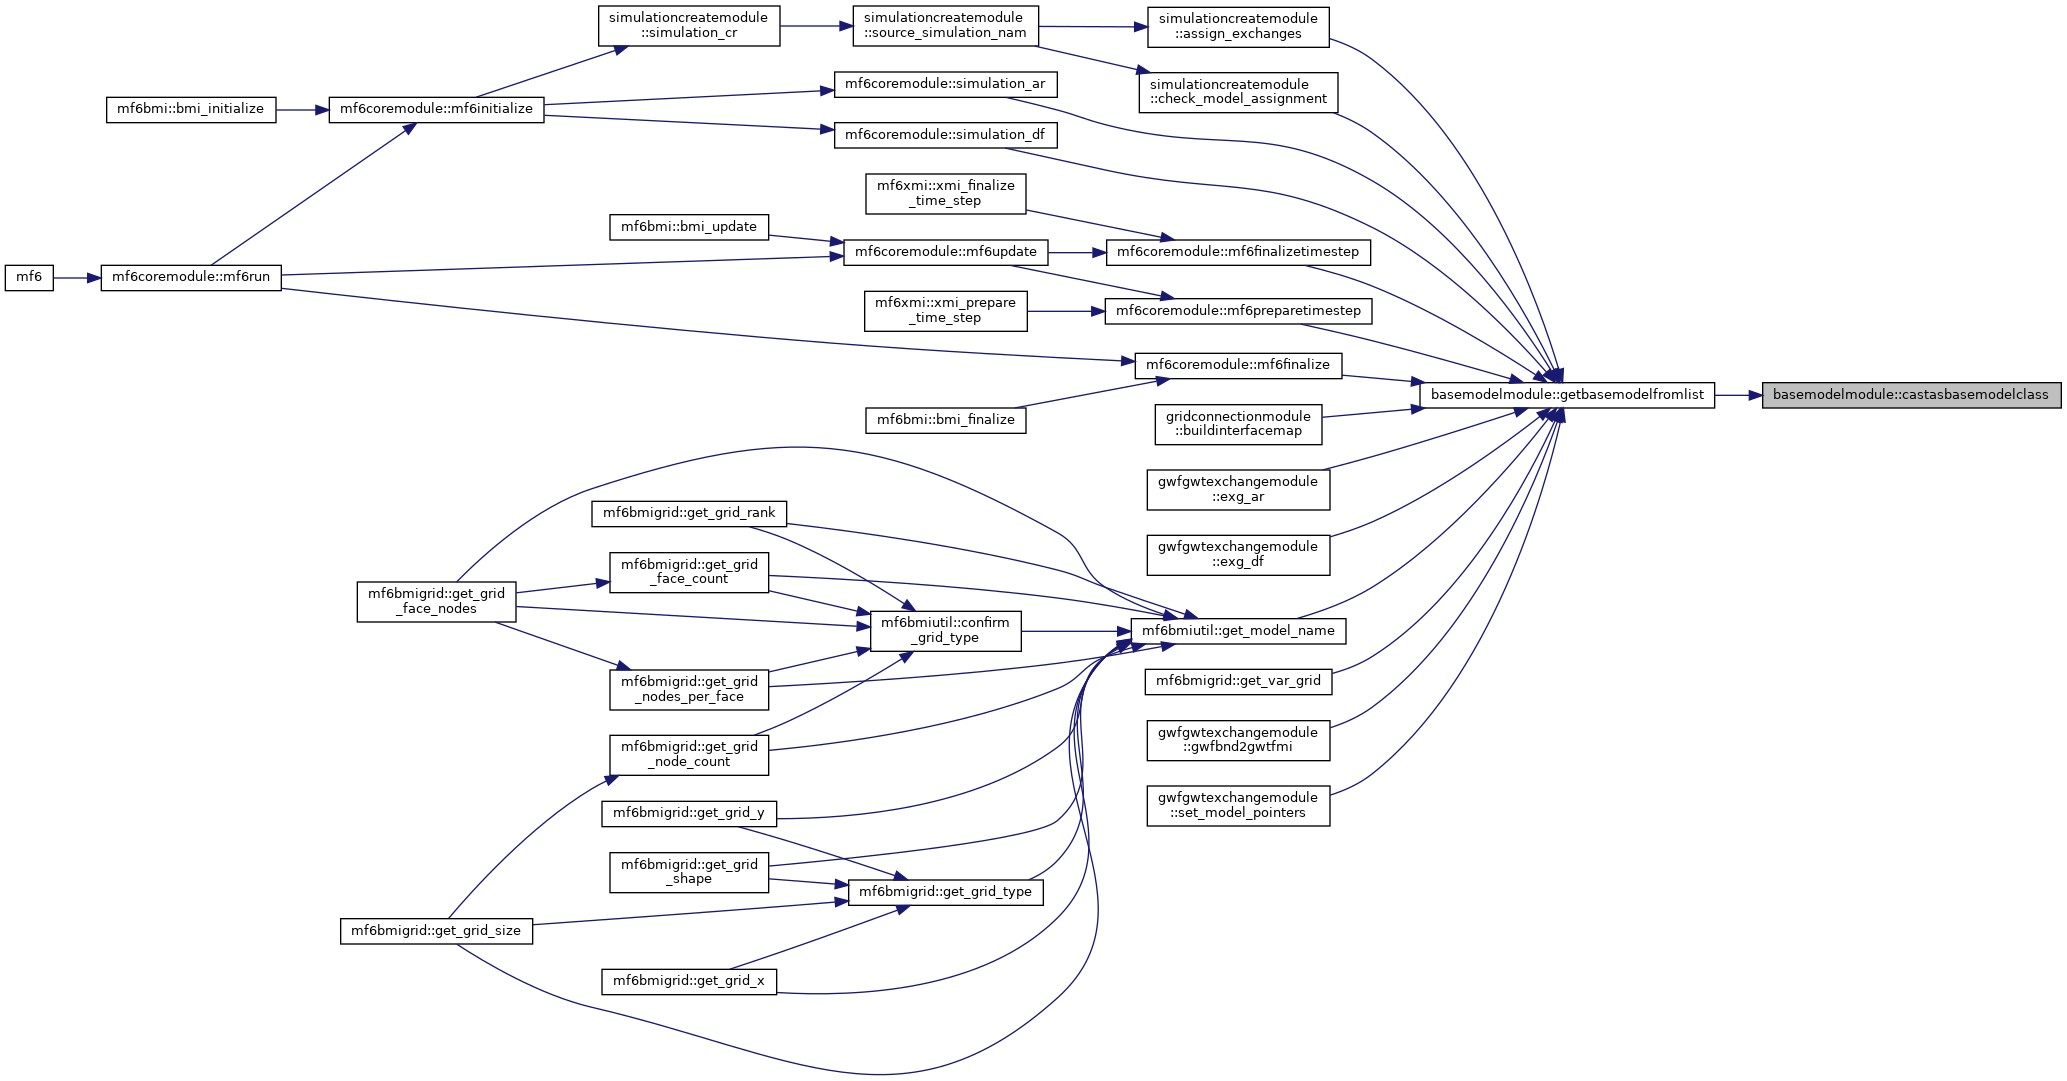 simulationcreatemodule
::simulation_cr
simulationcreatemodule
::source_simulation_nam
simulationcreatemodule
::assign_exchanges
mf6coremodule::simulation_ar
simulationcreatemodule
::check_model_assignment
mf6bmi::bmi_initialize
mf6coremodule::mf6initialize
mf6coremodule::simulation_df
mf6xmi::xmi_finalize
_time_step
mf6bmi::bmi_update
mf6coremodule::mf6update
mf6coremodule::mf6finalizetimestep
mf6
mf6coremodule::mf6run
mf6xmi::xmi_prepare
_time_step
mf6coremodule::mf6preparetimestep
mf6coremodule::mf6finalize
basemodelmodule::getbasemodelfromlist
basemodelmodule::castasbasemodelclass
mf6bmi::bmi_finalize
gridconnectionmodule
::buildinterfacemap
gwfgwtexchangemodule
::exg_ar
mf6bmigrid::get_grid_rank
gwfgwtexchangemodule
::exg_df
mf6bmigrid::get_grid
_face_count
mf6bmigrid::get_grid
_face_nodes
mf6bmiutil::confirm
_grid_type
mf6bmiutil::get_model_name
mf6bmigrid::get_grid
_nodes_per_face
mf6bmigrid::get_var_grid
mf6bmigrid::get_grid
_node_count
gwfgwtexchangemodule
::gwfbnd2gwtfmi
mf6bmigrid::get_grid_y
gwfgwtexchangemodule
::set_model_pointers
mf6bmigrid::get_grid
_shape
mf6bmigrid::get_grid_type
mf6bmigrid::get_grid_size
mf6bmigrid::get_grid_x